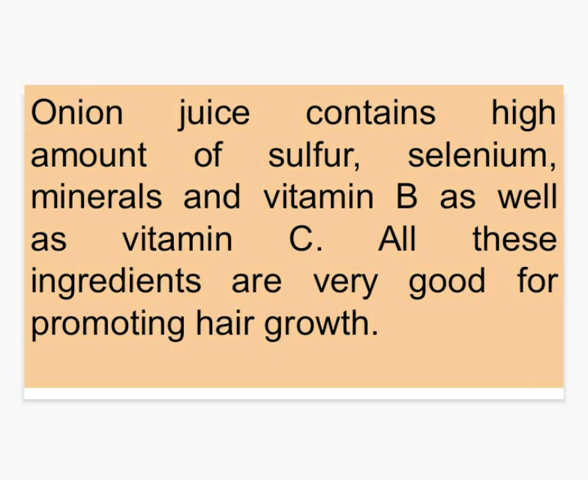 Onion juice contains high
amount of sulfur, selenium,
minerals and vitamin B as well
as vitamin C. All these
ingredients are very good for
promoting hair growth.